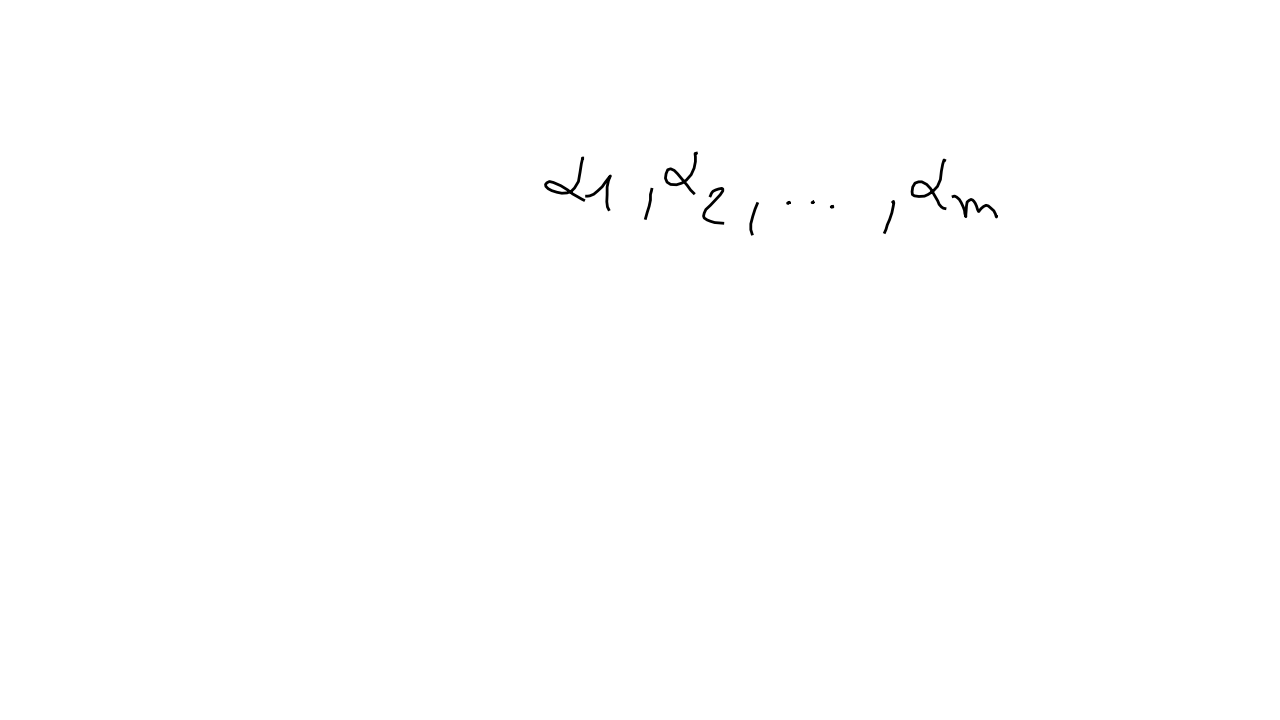 α1, α2, ..., αm